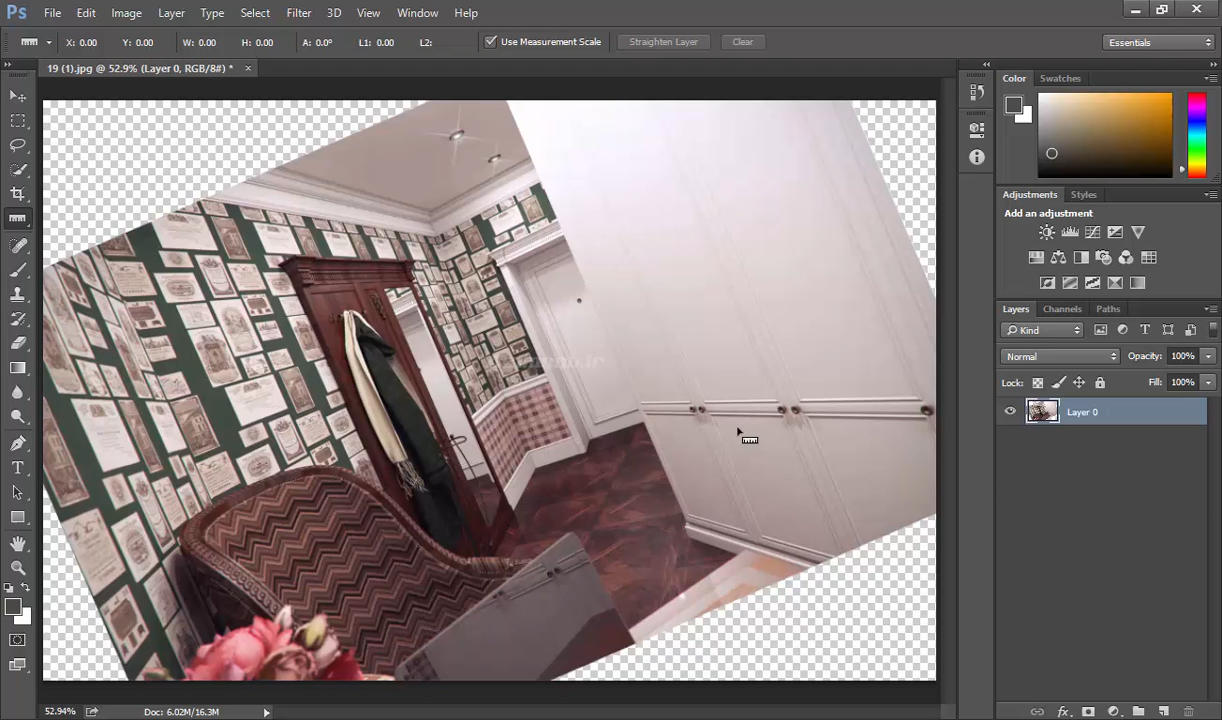 Ps File Edit Image Layer Type Select Filter 3D View Window Help
X: 0.00 Y: 0.00 W: 0.00 H: 0.00 A: 0.0° L1: 0.00 L2: Use Measurement Scale Straighten Layer Clear Essentials
19 (1).jpg @ 52.9% (Layer 0, RGB/8#) * ×
Color Swatches
Adjustments Styles
Add an adjustment
Layers Channels Paths
Kind
Normal Opacity: 100%
Lock: Fill: 100%
Layer 0
52.94% Doc: 6.02M/16.3M